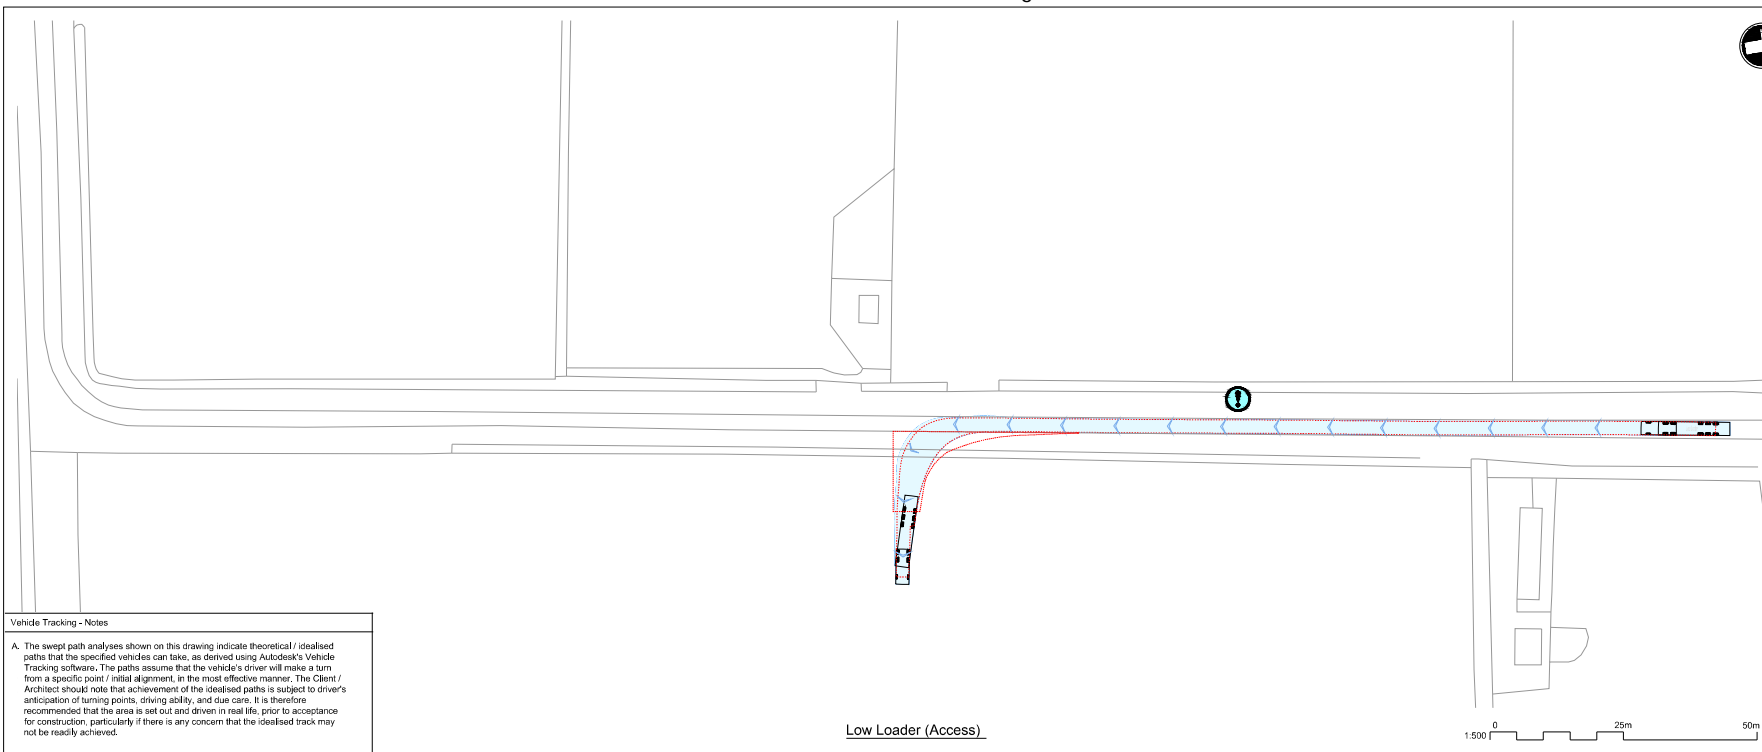 Vehicle Tracking - Notes
A. The swept path analyses shown on this drawing indicate theoretical / idealised
paths that the specified vehicles can take, as derived using Autodesk's Vehicle
Tracking software. The paths assume that the vehicle's driver will make a turn
from a specific point / initial alignment, in the most effective manner. The Client /
Architect should note that achievement of the idealised paths is subject to driver's
anticipation of turning points, driving ability, and due care. It is therefore
recommended that the area is set out and driven in real life, prior to acceptance
for construction, particularly if there is any concern that the idealised track may
not be readily achieved.
Low Loader (Access)
0 25m 50m
1:500